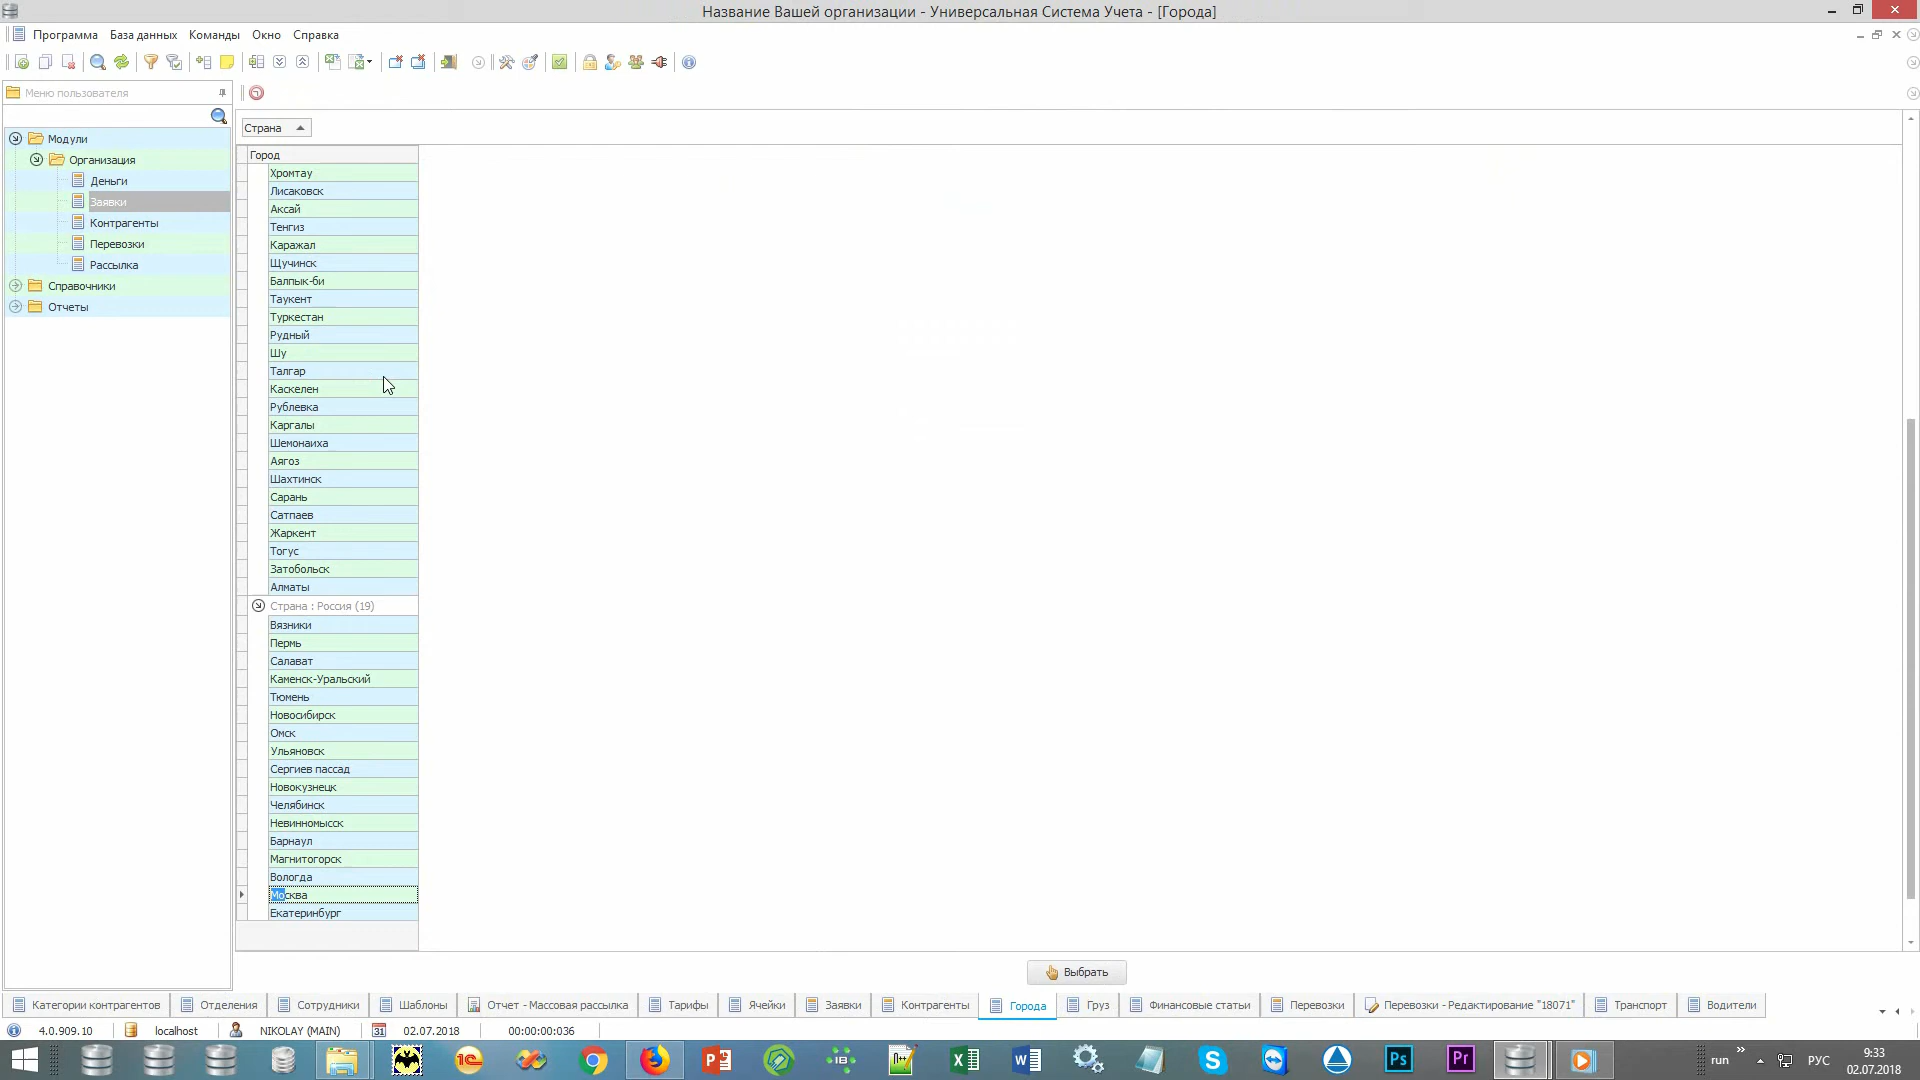 Название Вашей организации - Универсальная Система Учета - [Города]
Программа База данных Команды Окно Справка
Меню пользователя
Модули
Организация
Деньги
Заявки
Контрагенты
Перевозки
Рассылка
Справочники
Отчеты
Страна
Город
Хромтау
Лисаковск
Аксай
Тенгиз
Каражал
Щучинск
Балпык-би
Таукент
Туркестан
Рудный
Шу
Талгар
Каскелен
Рублевка
Каргалы
Шемонаиха
Аягоз
Шахтинск
Сарань
Сатпаев
Жаркент
Тогус
Затобольск
Алматы
Страна : Россия (19)
Вязники
Пермь
Салават
Каменск-Уральский
Тюмень
Новосибирск
Омск
Ульяновск
Сергиев пассад
Новокузнецк
Челябинск
Невинномысск
Барнаул
Магнитогорск
Вологда
Москва
Екатеринбург
Выбрать
Категории контрагентов Отделения Сотрудники Шаблоны Отчет - Массовая рассылка Тарифы Ячейки Заявки Контрагенты Города Груз Финансовые статьи Перевозки Перевозки - Редактирование "18071" Транспорт Водители
4.0.909.10 localhost NIKOLAY (MAIN) 31 02.07.2018 00:00:00:036
run » РУС 9:33
02.07.2018